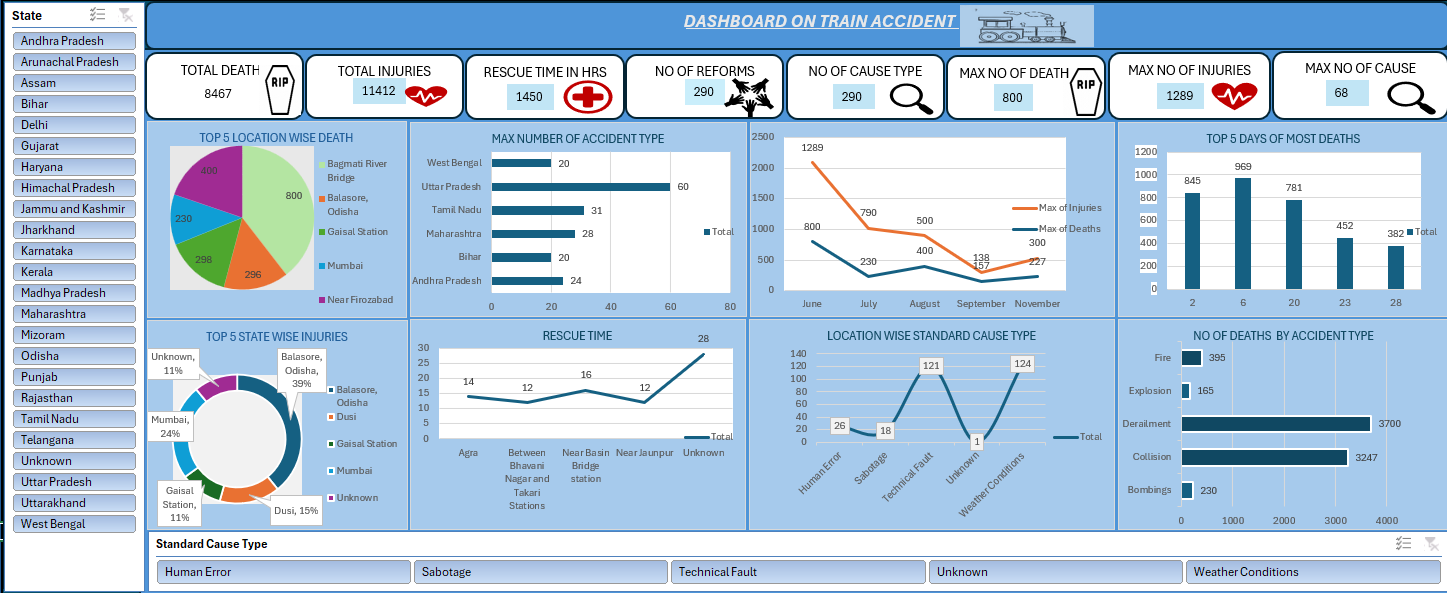 State
Andhra Pradesh
Arunachal Pradesh
Assam
Bihar
Delhi
Gujarat
Haryana
Himachal Pradesh
Jammu and Kashmir
Jharkhand
Karnataka
Kerala
Madhya Pradesh
Maharashtra
Mizoram
Odisha
Punjab
Rajasthan
Tamil Nadu
Telangana
Unknown
Uttar Pradesh
Uttarakhand
West Bengal
DASHBOARD ON TRAIN ACCIDENT
TOTAL DEATH
8467
RIP
TOTAL INJURIES
11412
RESCUE TIME IN HRS
1450
NO OF REFORMS
290
NO OF CAUSE TYPE
290
MAX NO OF DEATH
800
RIP
MAX NO OF INJURIES
1289
MAX NO OF CAUSE
68
TOP 5 LOCATION WISE DEATH
400
800
230
298
296
Bagmati River
Bridge
Balasore,
Odisha
Gaisal Station
Mumbai
Near Firozabad
MAX NUMBER OF ACCIDENT TYPE
West Bengal 20
Uttar Pradesh 60
Tamil Nadu 31
Maharashtra 28
Bihar 20
Andhra Pradesh 24
0 20 40 60 80
Total
2500
2000
1500
1000
500
0
1289
790
500
138
300
800
230
400
157
227
Max of Injuries
Max of Deaths
June July August September November
TOP 5 DAYS OF MOST DEATHS
1200
1000
800
600
400
200
0
845
969
781
452
382
Total
2 6 20 23 28
TOP 5 STATE WISE INJURIES
Unknown,
11%
Balasore,
Odisha,
39%
Mumbai,
24%
Gaisal
Station,
11%
Dusi, 15%
Balasore,
Odisha
Dusi
Gaisal Station
Mumbai
Unknown
RESCUE TIME
30
25
20
15
10
5
0
14
12
16
12
28
Total
Agra
Between
Bhavani
Nagar and
Takari
Stations
Near Basin
Bridge
station
Near Jaunpur
Unknown
LOCATION WISE STANDARD CAUSE TYPE
140
120
100
80
60
40
20
0
26
18
121
1
124
Total
Human Error
Sabotage
Technical Fault
Unknown
Weather Conditions
NO OF DEATHS BY ACCIDENT TYPE
Fire 395
Explosion 165
Derailment 3700
Collision 3247
Bombings 230
0 1000 2000 3000 4000
Standard Cause Type
Human Error
Sabotage
Technical Fault
Unknown
Weather Conditions